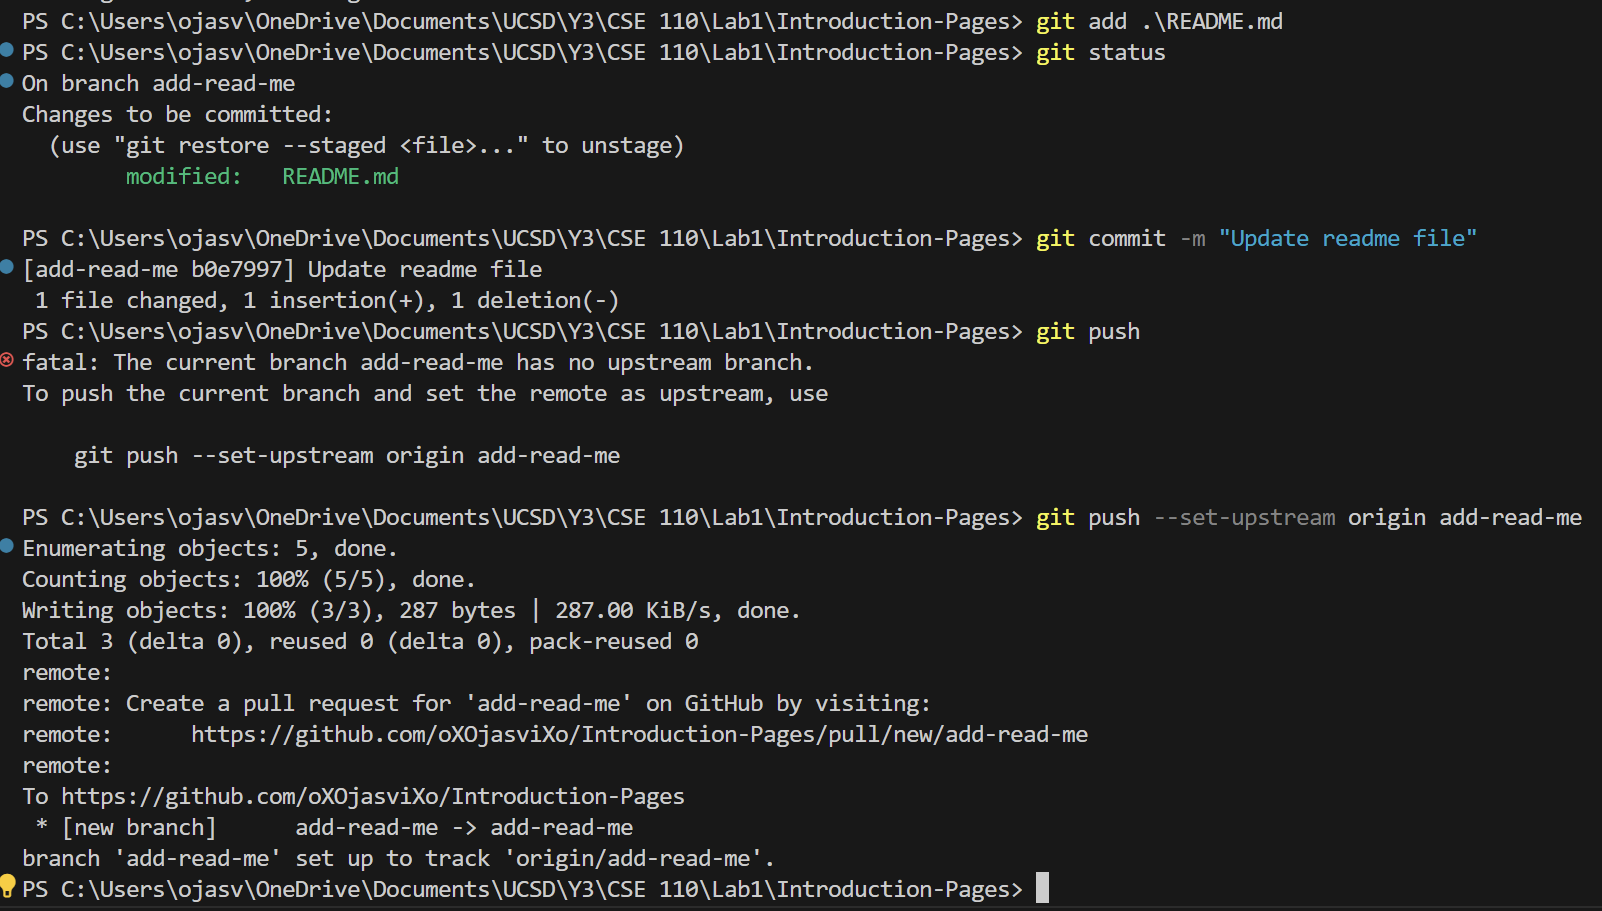 PS C:\Users\ojasv\OneDrive\Documents\UCSD\Y3\CSE 110\Lab1\Introduction-Pages> git add .\README.md
PS C:\Users\ojasv\OneDrive\Documents\UCSD\Y3\CSE 110\Lab1\Introduction-Pages> git status
On branch add-read-me
Changes to be committed:
  (use "git restore --staged <file>..." to unstage)
        modified:   README.md

PS C:\Users\ojasv\OneDrive\Documents\UCSD\Y3\CSE 110\Lab1\Introduction-Pages> git commit -m "Update readme file"
[add-read-me b0e7997] Update readme file
 1 file changed, 1 insertion(+), 1 deletion(-)
PS C:\Users\ojasv\OneDrive\Documents\UCSD\Y3\CSE 110\Lab1\Introduction-Pages> git push
fatal: The current branch add-read-me has no upstream branch.
To push the current branch and set the remote as upstream, use

    git push --set-upstream origin add-read-me

PS C:\Users\ojasv\OneDrive\Documents\UCSD\Y3\CSE 110\Lab1\Introduction-Pages> git push --set-upstream origin add-read-me
Enumerating objects: 5, done.
Counting objects: 100% (5/5), done.
Writing objects: 100% (3/3), 287 bytes | 287.00 KiB/s, done.
Total 3 (delta 0), reused 0 (delta 0), pack-reused 0
remote:
remote: Create a pull request for 'add-read-me' on GitHub by visiting:
remote:      https://github.com/oXOjasviXo/Introduction-Pages/pull/new/add-read-me
remote:
To https://github.com/oXOjasviXo/Introduction-Pages
 * [new branch]      add-read-me -> add-read-me
branch 'add-read-me' set up to track 'origin/add-read-me'.
PS C:\Users\ojasv\OneDrive\Documents\UCSD\Y3\CSE 110\Lab1\Introduction-Pages>